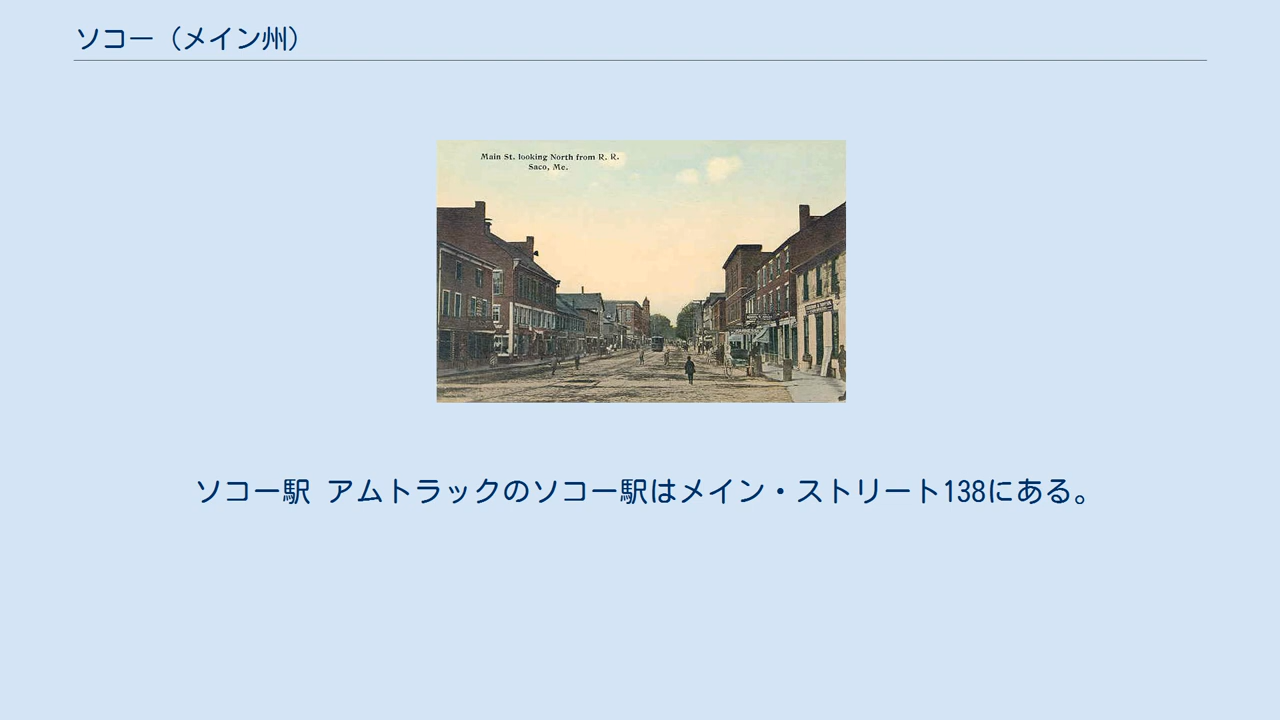 ソコー（メイン州）
Main St. looking North from R. R.
Saco, Me.
ソコー駅 アムトラックのソコー駅はメイン・ストリート138にある。